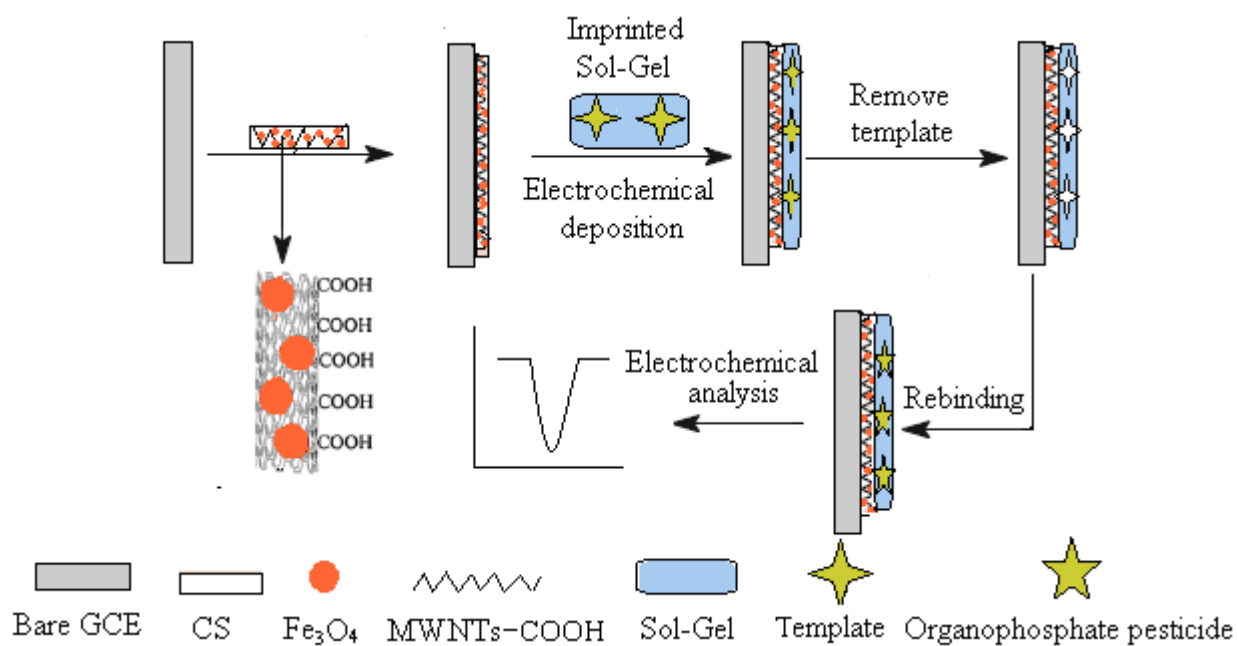 Imprinted
Sol-Gel
Remove
template
Electrochemical
deposition
COOH
COOH
COOH
COOH
COOH
Electrochemical
analysis
Rebinding
Bare GCE
CS
Fe₃O₄
MWNTs-COOH
Sol-Gel
Template
Organophosphate pesticide